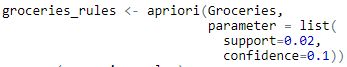 groceries_rules <- apriori(Groceries,
parameter = list(
support=0.02,
confidence=0.1))